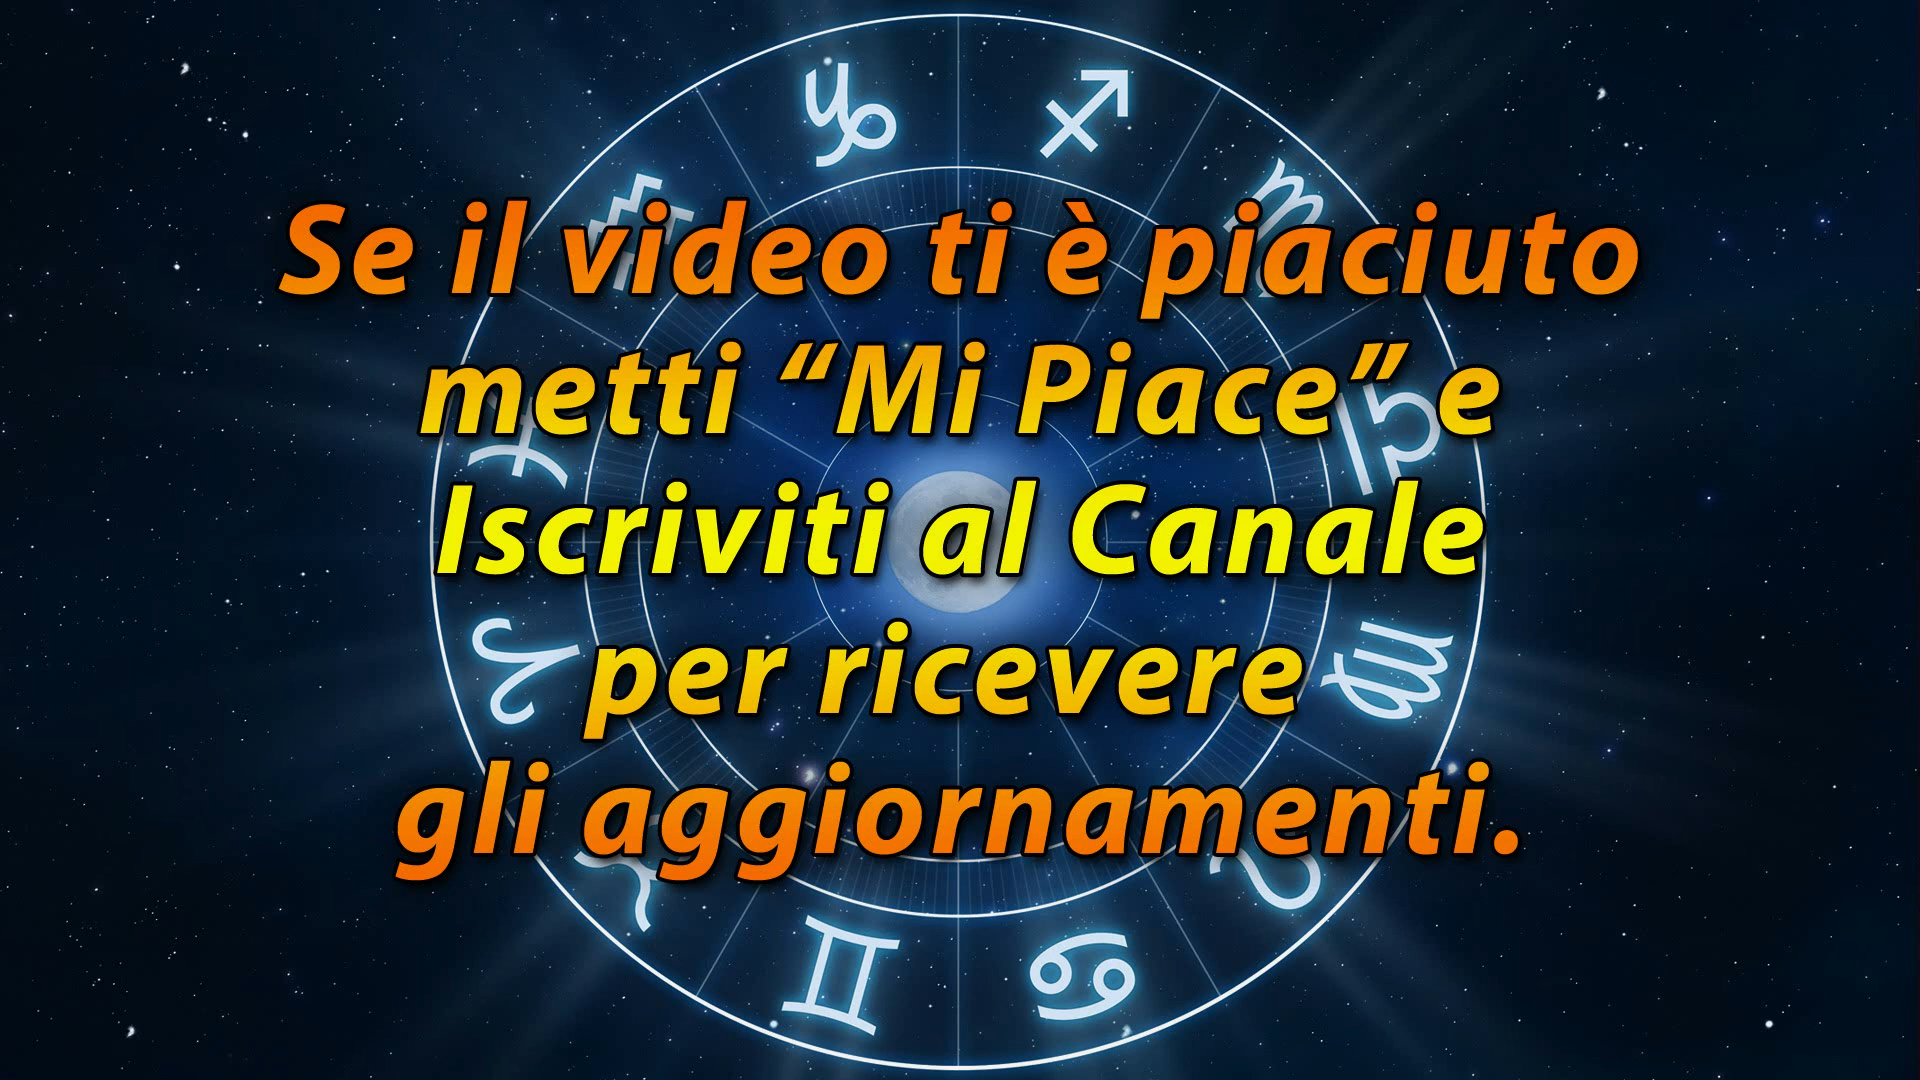 Se il video ti è piaciuto
metti “Mi Piace” e
Iscriviti al Canale
per ricevere
gli aggiornamenti.